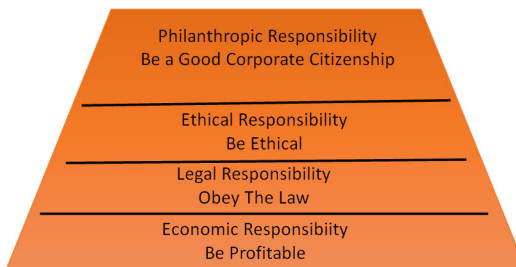 Philanthropic Responsibility
Be a Good Corporate Citizenship
Ethical Responsibility
Be Ethical
Legal Responsibility
Obey The Law
Economic Responsibiity
Be Profitable